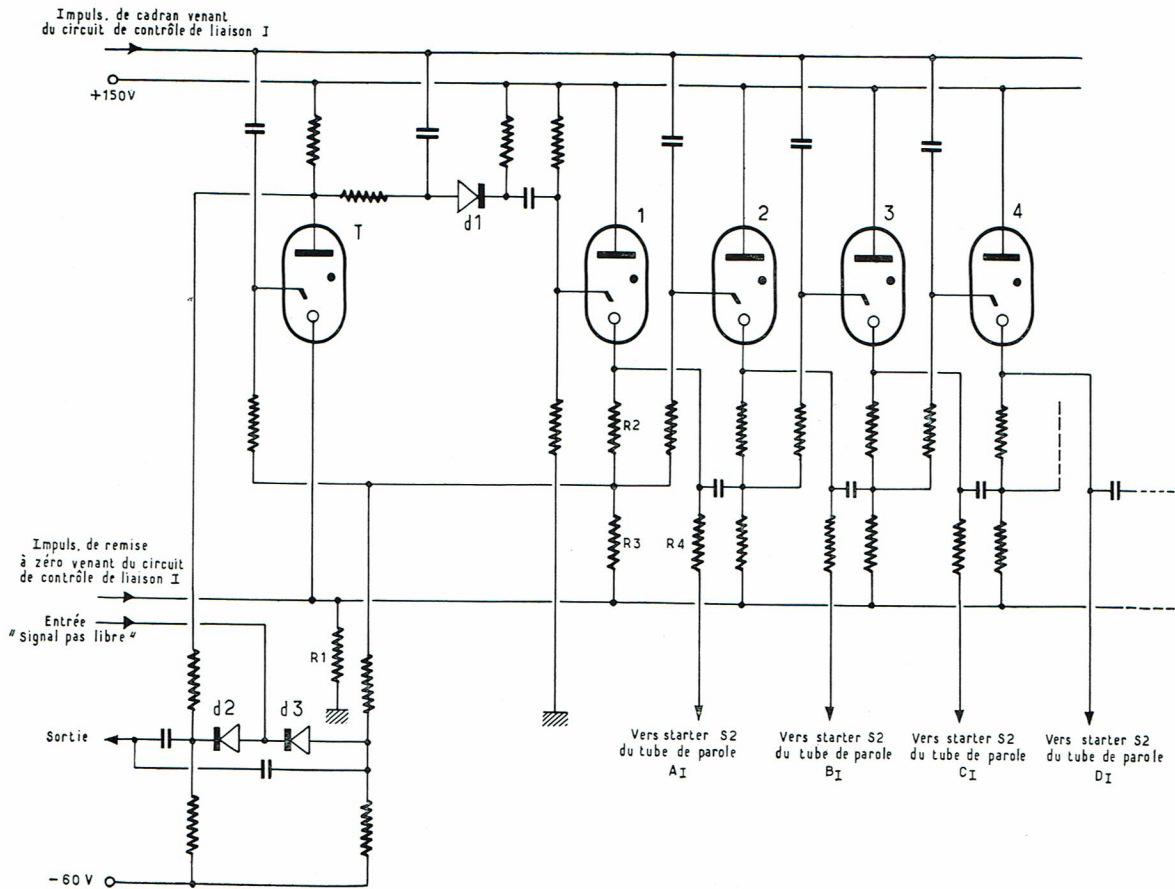 Impuls. de cadran venant
du circuit de contrôle de liaison I
+150V
T
d1
1
2
3
4
R2
R3
R4
Impuls. de remise
à zéro venant du circuit
de contrôle de liaison I
Entrée
"Signal pas libre"
R1
d2
d3
Sortie
Vers starter S2
du tube de parole
AI
Vers starter S2
du tube de parole
BI
Vers starter S2
du tube de parole
CI
Vers starter S2
du tube de parole
DI
-60V